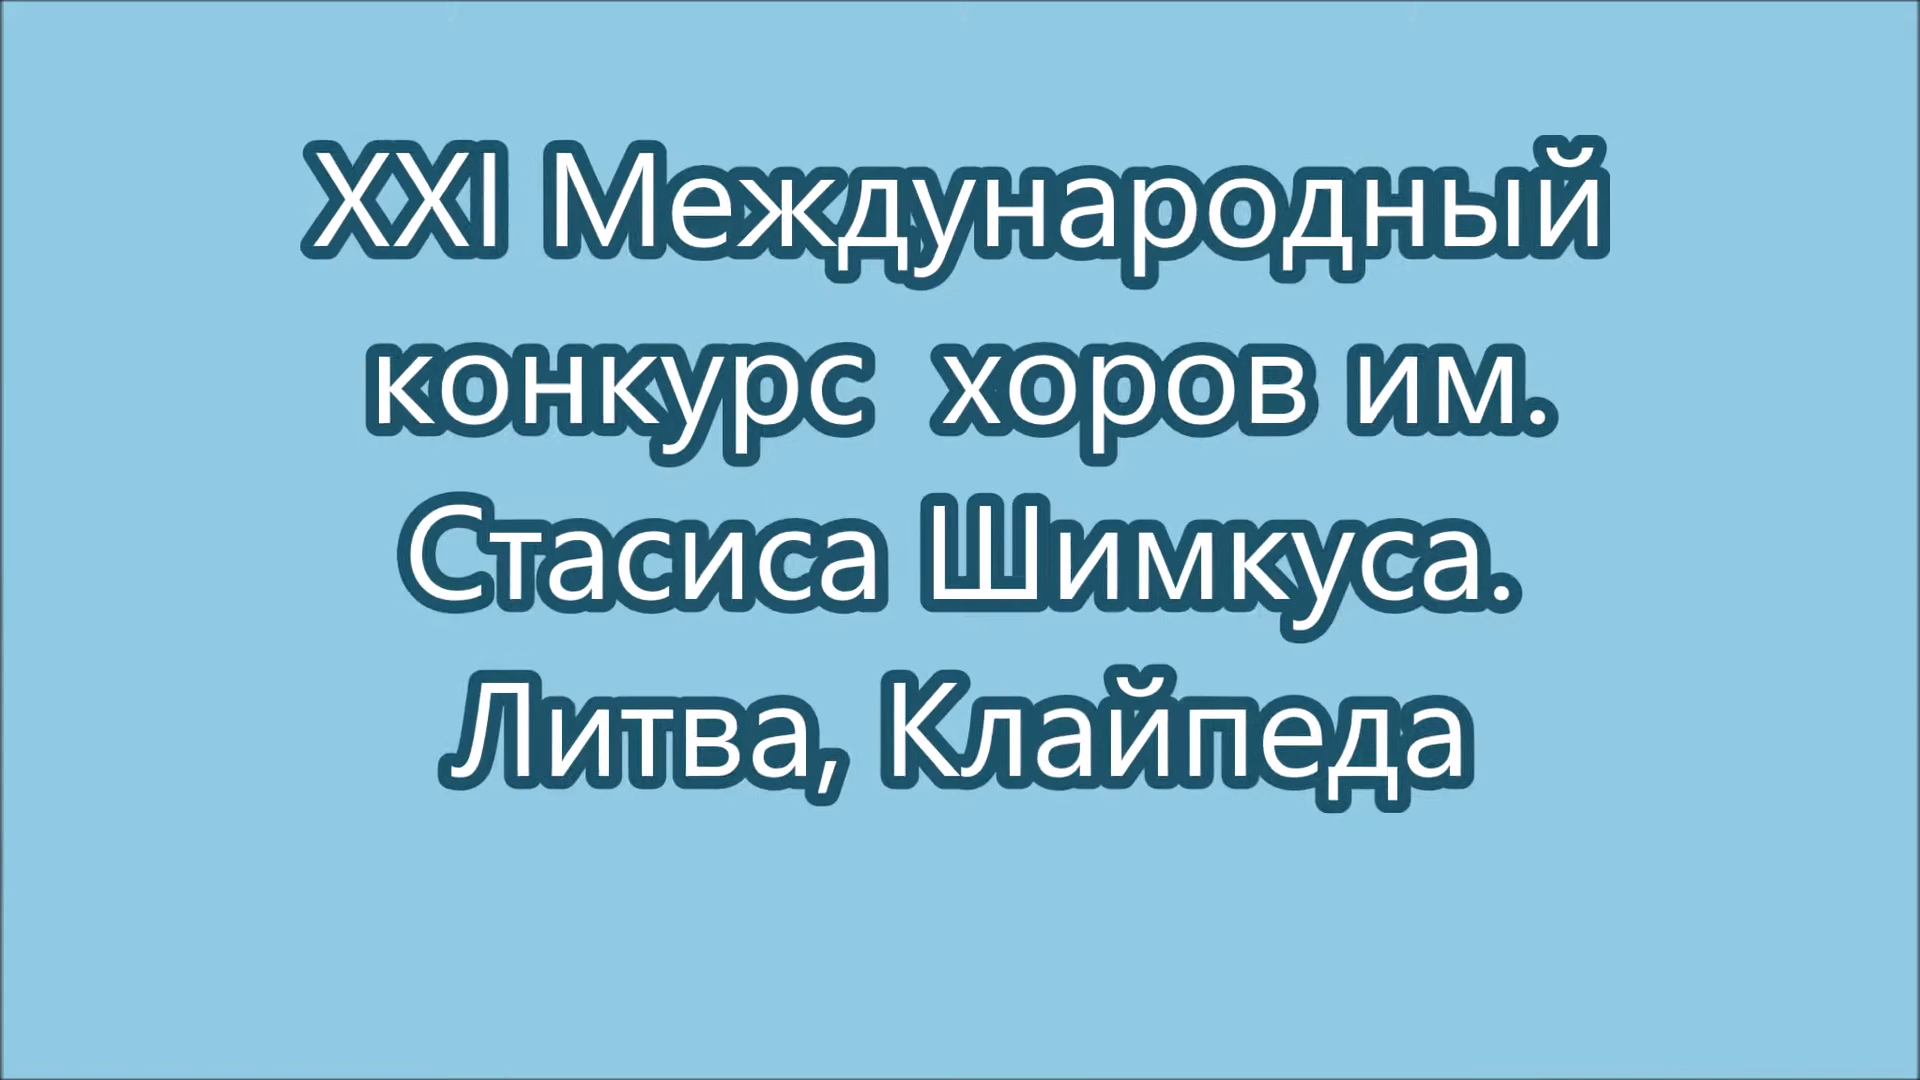 XXI Международный
конкурс  хоров им.
Стасиса Шимкуса.
Литва, Клайпеда